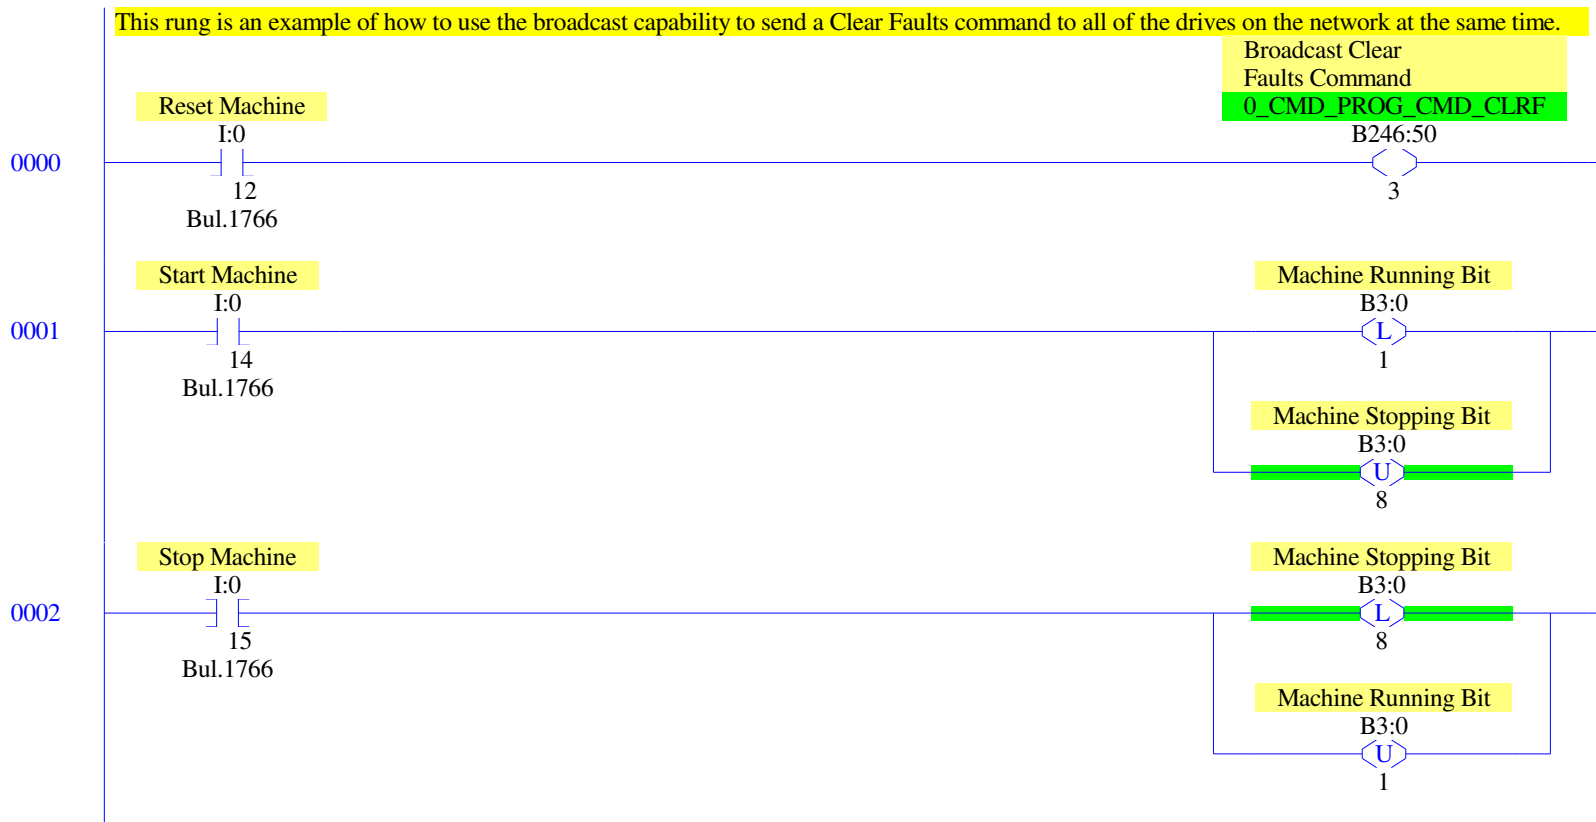 This rung is an example of how to use the broadcast capability to send a Clear Faults command to all of the drives on the network at the same time.
Broadcast Clear
Faults Command
Reset Machine
0_CMD_PROG_CMD_CLRF
I:0
B246:50
0000
12
3
Bul.1766
Start Machine
Machine Running Bit
I:0
B3:0
0001
L
14
1
Bul.1766
Machine Stopping Bit
B3:0
U
8
Stop Machine
Machine Stopping Bit
I:0
B3:0
0002
L
15
8
Bul.1766
Machine Running Bit
B3:0
U
1